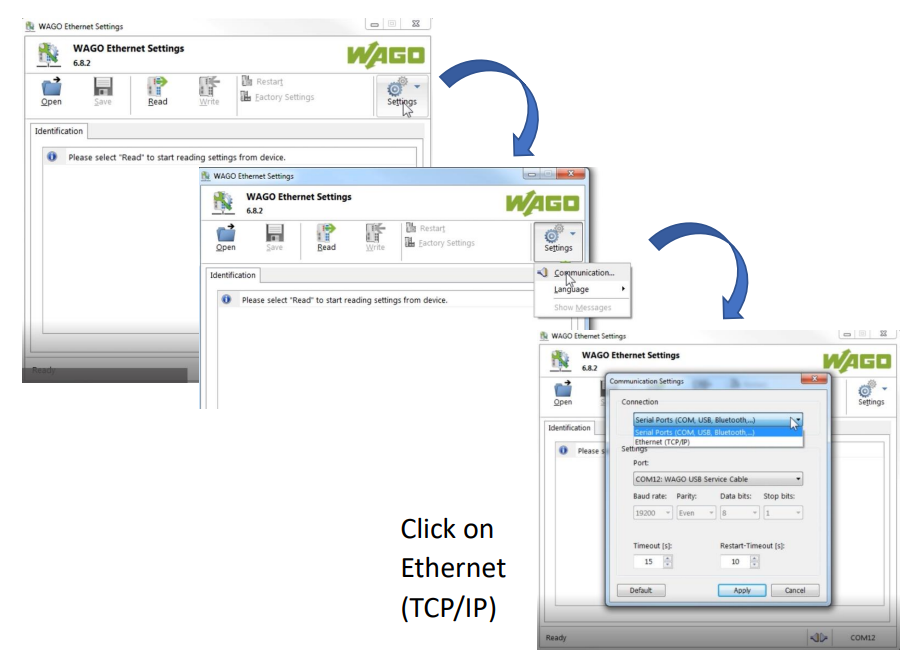 WAGO Ethernet Settings
WAGO Ethernet Settings
6.8.2
WAGO
Open
Save
Read
Write
Restart
Factory Settings
Settings
Identification
Please select "Read" to start reading settings from device.
Ready
WAGO Ethernet Settings
WAGO Ethernet Settings
6.8.2
WAGO
Open
Save
Read
Write
Restart
Factory Settings
Settings
Communication...
Language
Show Messages
Identification
Please select "Read" to start reading settings from device.
WAGO Ethernet Settings
WAGO Ethernet Settings
6.8.2
WAGO
Open
Settings
Identification
Please s
Communication Settings
Connection
Serial Ports (COM, USB, Bluetooth,...)
Serial Ports (COM, USB, Bluetooth,...)
Ethernet (TCP/IP)
Settings
Port:
COM12: WAGO USB Service Cable
Baud rate: Parity: Data bits: Stop bits:
19200 Even 8 1
Timeout [s]: Restart-Timeout [s]:
15 10
Default Apply Cancel
Ready COM12
Click on
Ethernet
(TCP/IP)